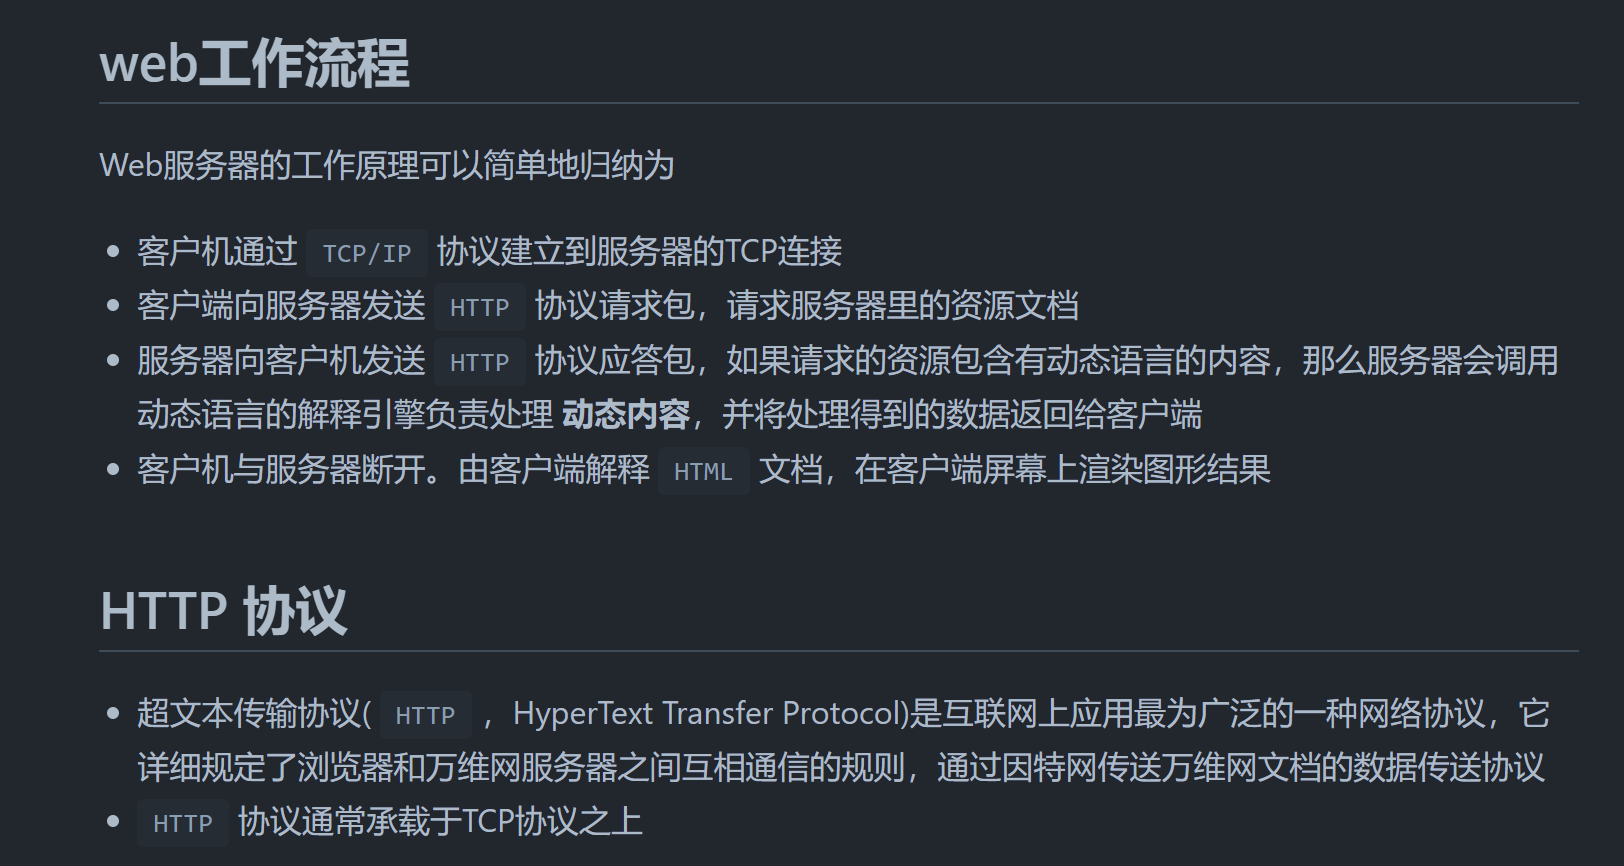 web工作流程
Web服务器的工作原理可以简单地归纳为
客户机通过 TCP/IP 协议建立到服务器的TCP连接
客户端向服务器发送 HTTP 协议请求包，请求服务器里的资源文档
服务器向客户机发送 HTTP 协议应答包，如果请求的资源包含有动态语言的内容，那么服务器会调用
动态语言的解释引擎负责处理 动态内容，并将处理得到的数据返回给客户端
客户机与服务器断开。由客户端解释 HTML 文档，在客户端屏幕上渲染图形结果
HTTP 协议
超文本传输协议( HTTP ，HyperText Transfer Protocol)是互联网上应用最为广泛的一种网络协议，它
详细规定了浏览器和万维网服务器之间互相通信的规则，通过因特网传送万维网文档的数据传送协议
HTTP 协议通常承载于TCP协议之上